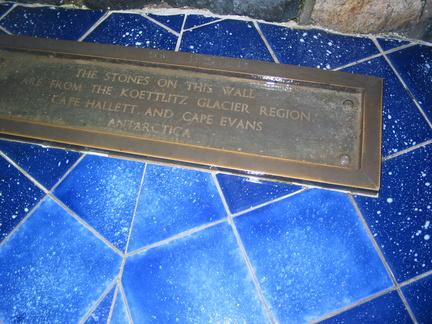 THE STONES ON THIS WALL
ARE FROM THE KOETTLITZ GLACIER REGION,
CAPE HALLETT, AND CAPE EVANS
ANTARCTICA